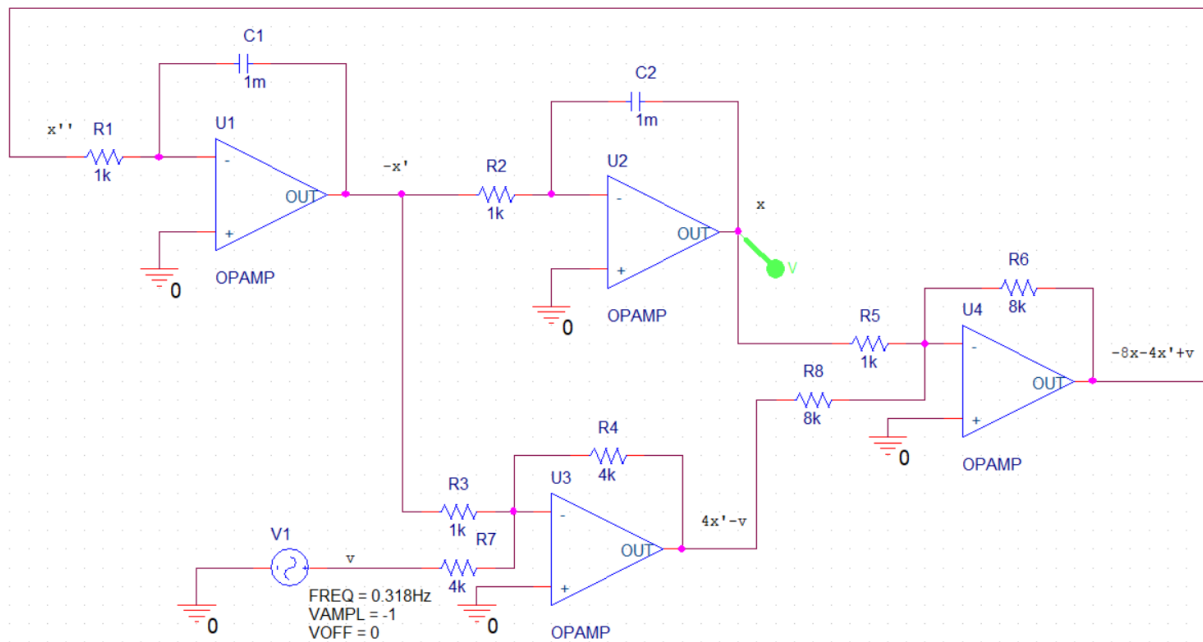 C1
1m
x''
R1
1k
U1
-
+
OUT
OPAMP
0
-x'
R2
1k
C2
1m
U2
-
+
OUT
OPAMP
0
x
V
R5
1k
R8
8k
R6
8k
U4
-
+
OUT
OPAMP
0
-8x-4x'+v
R3
1k
R4
4k
U3
-
+
OUT
OPAMP
0
4x'-v
R7
4k
V1
v
-
+
0
FREQ = 0.318Hz
VAMPL = -1
VOFF = 0